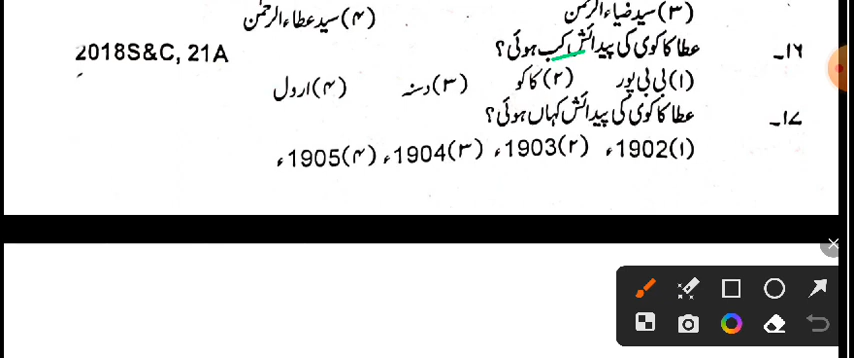 (۳) سید ضیاء الرحمٰن (۴) سید عطاء الرحمٰن
۱۶۔ عطا کاکوی کی پیدائش کب ہوئی؟ 2018S&C, 21A
(۱) بی بی پور (۲) کاکو (۳) دسنہ (۴) ارول
۱۷۔ عطا کاکوی کی پیدائش کہاں ہوئی؟
(۱) 1902ء (۲) 1903ء (۳) 1904ء (۴) 1905ء